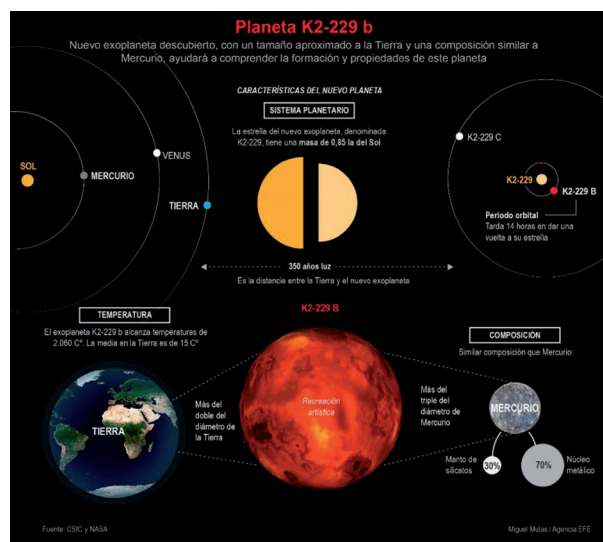 Planeta K2-229 b
Nuevo exoplaneta descubierto, con un tamaño aproximado a la Tierra y una composición similar a
Mercurio, ayudará a comprender la formación y propiedades de este planeta
CARACTERÍSTICAS DEL NUEVO PLANETA
SISTEMA PLANETARIO
La estrella del nuevo exoplaneta, denominada
K2-229, tiene una masa de 0,85 la del Sol
SOL
MERCURIO
VENUS
TIERRA
K2-229 C
K2-229
K2-229 B
Periodo orbital
Tarda 14 horas en dar una
vuelta a su estrella
350 años luz
Es la distancia entre la Tierra y el nuevo exoplaneta
TEMPERATURA
El exoplaneta K2-229 b alcanza temperaturas de
2.060 Cº. La media en la Tierra es de 15 Cº
K2-229 B
COMPOSICIÓN
Similar composición que Mercurio
TIERRA
Más del
doble del
diámetro de
la Tierra
Recreación
artística
Más del
triple del
diámetro de
Mercurio
MERCURIO
Manto de
silicatos
30%
70%
Núcleo
metálico
Fuente: CSIC y NASA
Miguel Mulas / Agencia EFE